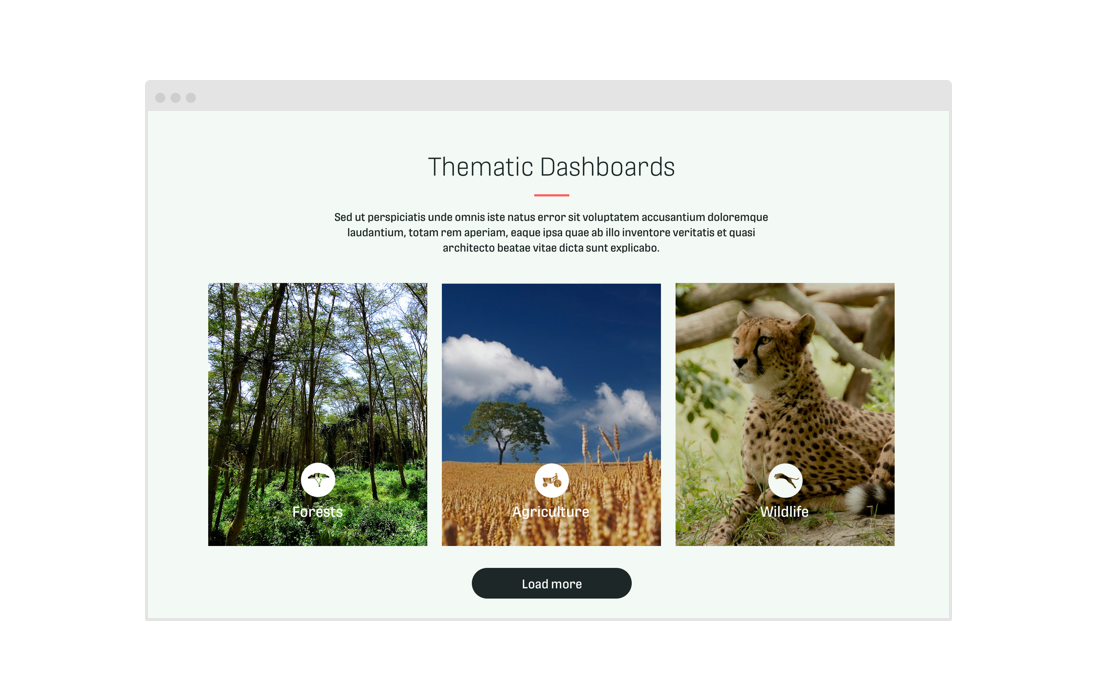 Thematic Dashboards
Sed ut perspiciatis unde omnis iste natus error sit voluptatem accusantium doloremque
laudantium, totam rem aperiam, eaque ipsa quae ab illo inventore veritatis et quasi
architecto beatae vitae dicta sunt explicabo.
Forests
Agriculture
Wildlife
Load more